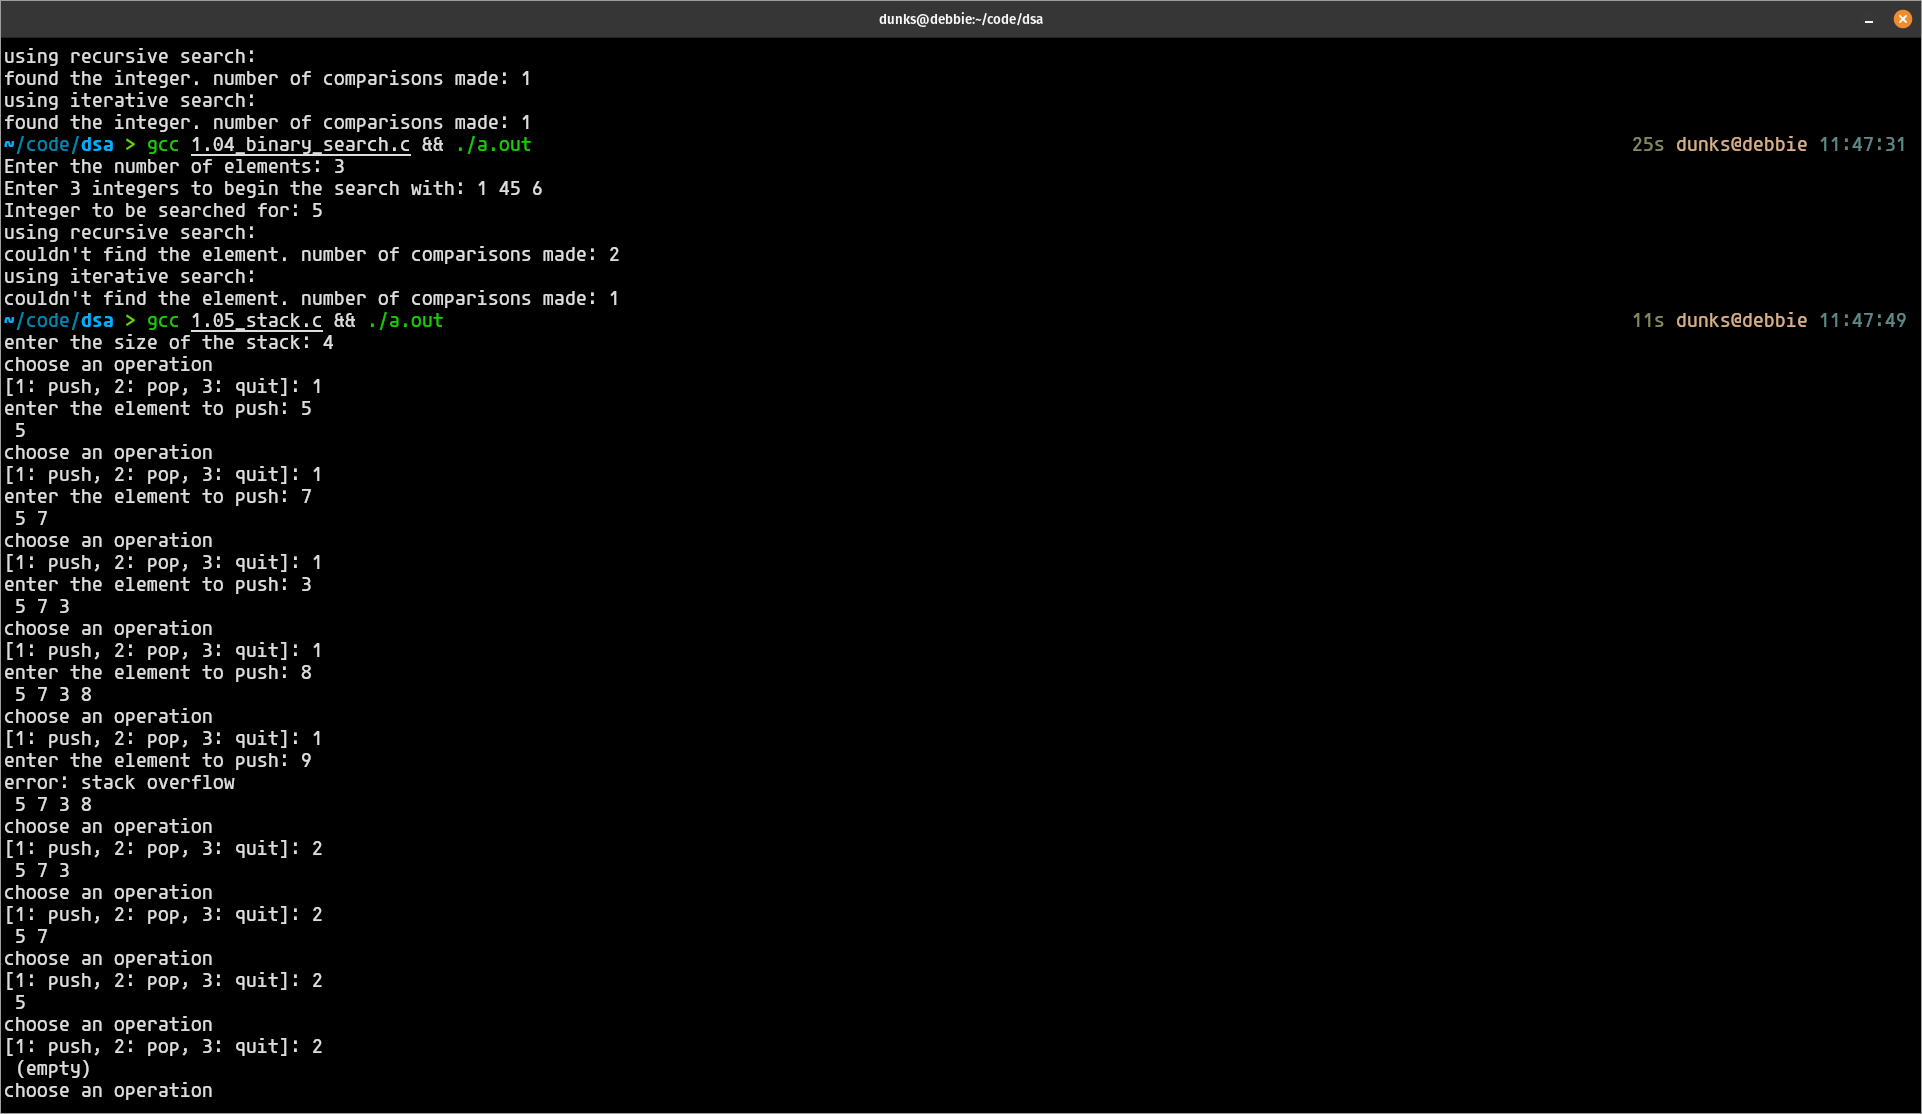 dunks@debbie:~/code/dsa
using recursive search:
found the integer. number of comparisons made: 1
using iterative search:
found the integer. number of comparisons made: 1
~/code/dsa > gcc 1.04_binary_search.c && ./a.out 25s dunks@debbie 11:47:31
Enter the number of elements: 3
Enter 3 integers to begin the search with: 1 45 6
Integer to be searched for: 5
using recursive search:
couldn't find the element. number of comparisons made: 2
using iterative search:
couldn't find the element. number of comparisons made: 1
~/code/dsa > gcc 1.05_stack.c && ./a.out 11s dunks@debbie 11:47:49
enter the size of the stack: 4
choose an operation
[1: push, 2: pop, 3: quit]: 1
enter the element to push: 5
 5
choose an operation
[1: push, 2: pop, 3: quit]: 1
enter the element to push: 7
 5 7
choose an operation
[1: push, 2: pop, 3: quit]: 1
enter the element to push: 3
 5 7 3
choose an operation
[1: push, 2: pop, 3: quit]: 1
enter the element to push: 8
 5 7 3 8
choose an operation
[1: push, 2: pop, 3: quit]: 1
enter the element to push: 9
error: stack overflow
 5 7 3 8
choose an operation
[1: push, 2: pop, 3: quit]: 2
 5 7 3
choose an operation
[1: push, 2: pop, 3: quit]: 2
 5 7
choose an operation
[1: push, 2: pop, 3: quit]: 2
 5
choose an operation
[1: push, 2: pop, 3: quit]: 2
 (empty)
choose an operation